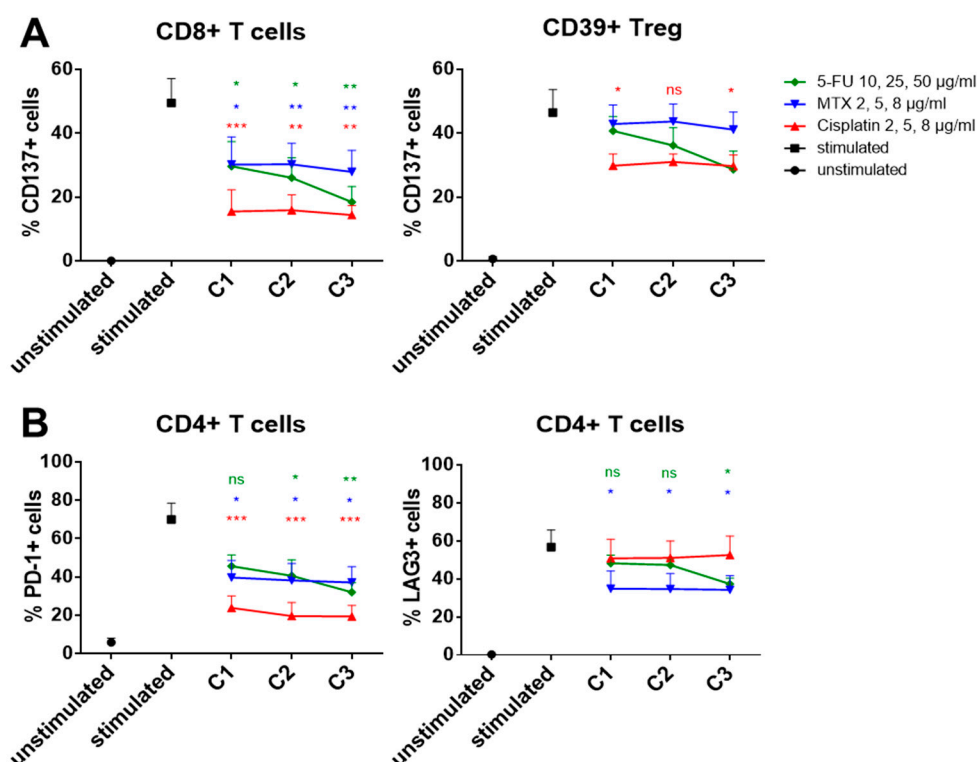 A
CD8+ T cells
% CD137+ cells
60
40
20
0
* * **
* ** **
*** ** **
unstimulated
stimulated
C1
C2
C3
CD39+ Treg
% CD137+ cells
60
40
20
0
* ns *
unstimulated
stimulated
C1
C2
C3
5-FU 10, 25, 50 µg/ml
MTX 2, 5, 8 µg/ml
Cisplatin 2, 5, 8 µg/ml
stimulated
unstimulated
B
CD4+ T cells
% PD-1+ cells
100
80
60
40
20
0
ns * **
* * *
*** *** ***
unstimulated
stimulated
C1
C2
C3
CD4+ T cells
% LAG3+ cells
100
80
60
40
20
0
ns ns *
* * *
unstimulated
stimulated
C1
C2
C3